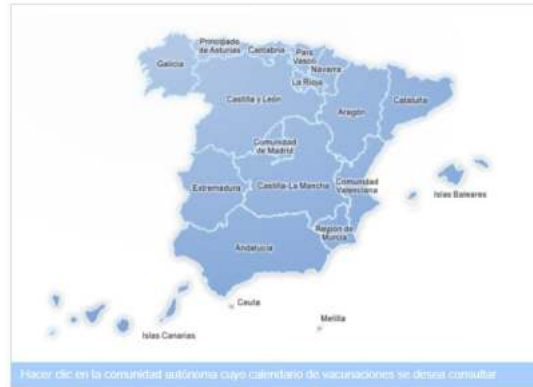 Principado
de Asturias
Cantabria
País
Vasco
Galicia
Navarra
La Rioja
Castilla y León
Aragón
Cataluña
Comunidad
de Madrid
Extremadura
Castilla-La Mancha
Comunidad
Valenciana
Islas Baleares
Región de
Murcia
Andalucía
Ceuta
Melilla
Islas Canarias
Hacer clic en la comunidad autónoma cuyo calendario de vacunaciones se desea consultar